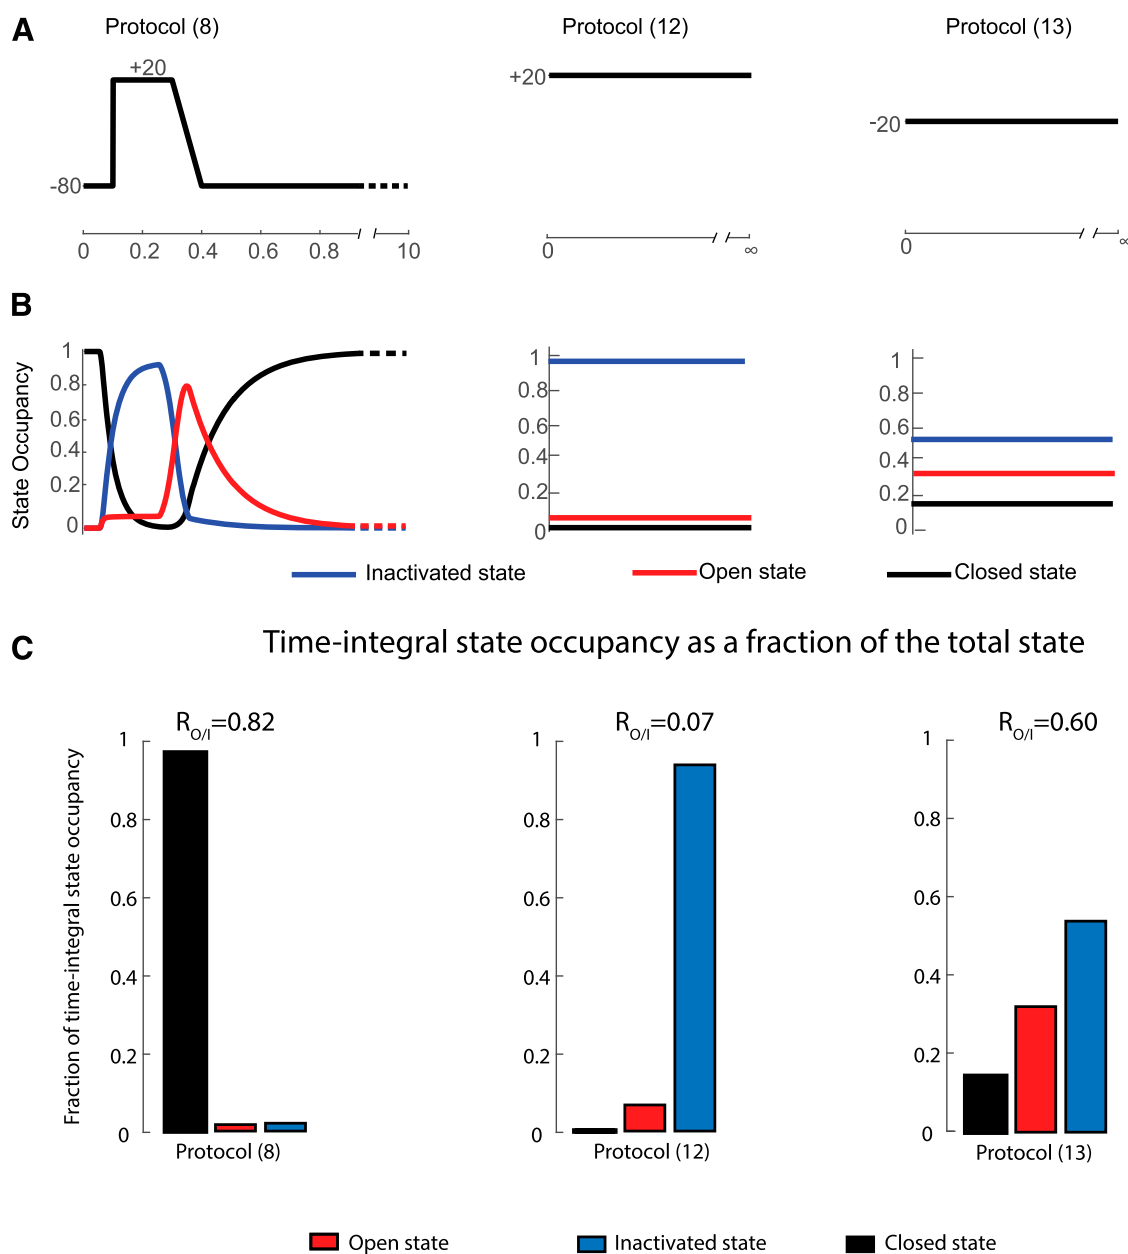 A
Protocol (8)
Protocol (12)
Protocol (13)
+20
-80
0 0.2 0.4 0.6 0.8 10
+20
0 ∞
-20
0 ∞
B
State Occupancy
1
0.8
0.6
0.4
0.2
0
1
0.8
0.6
0.4
0.2
0
1
0.8
0.6
0.4
0.2
0
Inactivated state
Open state
Closed state
C
Time-integral state occupancy as a fraction of the total state
Fraction of time-integral state occupancy
RO/I=0.82
1
0.8
0.6
0.4
0.2
0
Protocol (8)
RO/I=0.07
1
0.8
0.6
0.4
0.2
0
Protocol (12)
RO/I=0.60
1
0.8
0.6
0.4
0.2
0
Protocol (13)
Open state
Inactivated state
Closed state